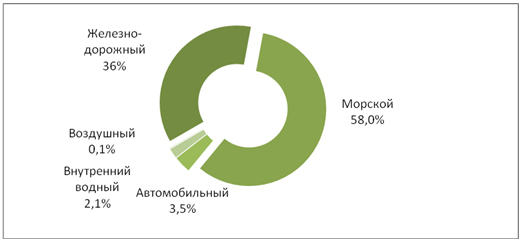 Железно-
дорожный
36%
Морской
58,0%
Воздушный
0,1%
Внутренний
водный
2,1%
Автомобильный
3,5%